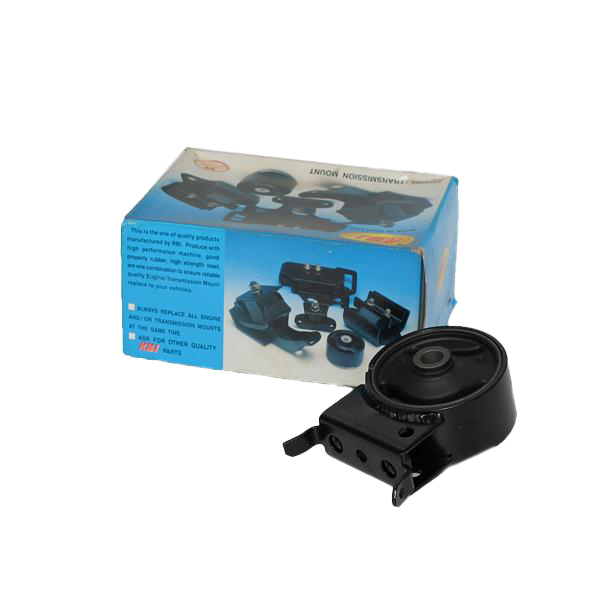 ENGINE / TRANSMISSION MOUNT
RBI
This is the one of quality products
manufactured by RBI. Produce with
high performance machine, good
property rubber, high strength steel,
are one combination to ensure reliable
quality Enginal Transmission Mount
replace to your vehicles.
ALWAYS REPLACE ALL ENGINE
AND / OR TRANSMISSION MOUNTS
AT THE SAME TIME.
ASK FOR OTHER QUALITY
RBI PARTS